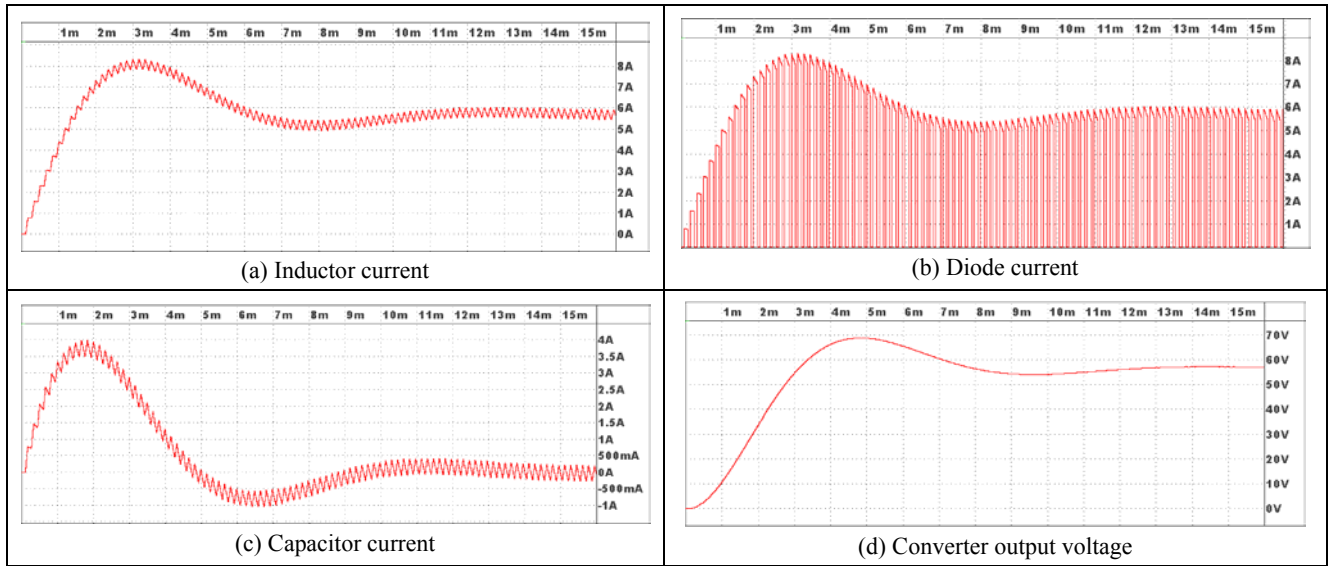 1m 2m 3m 4m 5m 6m 7m 8m 9m 10m 11m 12m 13m 14m 15m
8A
7A
6A
5A
4A
3A
2A
1A
0A
(a) Inductor current
1m 2m 3m 4m 5m 6m 7m 8m 9m 10m 11m 12m 13m 14m 15m
8A
7A
6A
5A
4A
3A
2A
1A
(b) Diode current
1m 2m 3m 4m 5m 6m 7m 8m 9m 10m 11m 12m 13m 14m 15m
4A
3.5A
3A
2.5A
2A
1.5A
1A
500mA
0A
-500mA
-1A
(c) Capacitor current
1m 2m 3m 4m 5m 6m 7m 8m 9m 10m 11m 12m 13m 14m 15m
70V
60V
50V
40V
30V
20V
10V
0V
(d) Converter output voltage